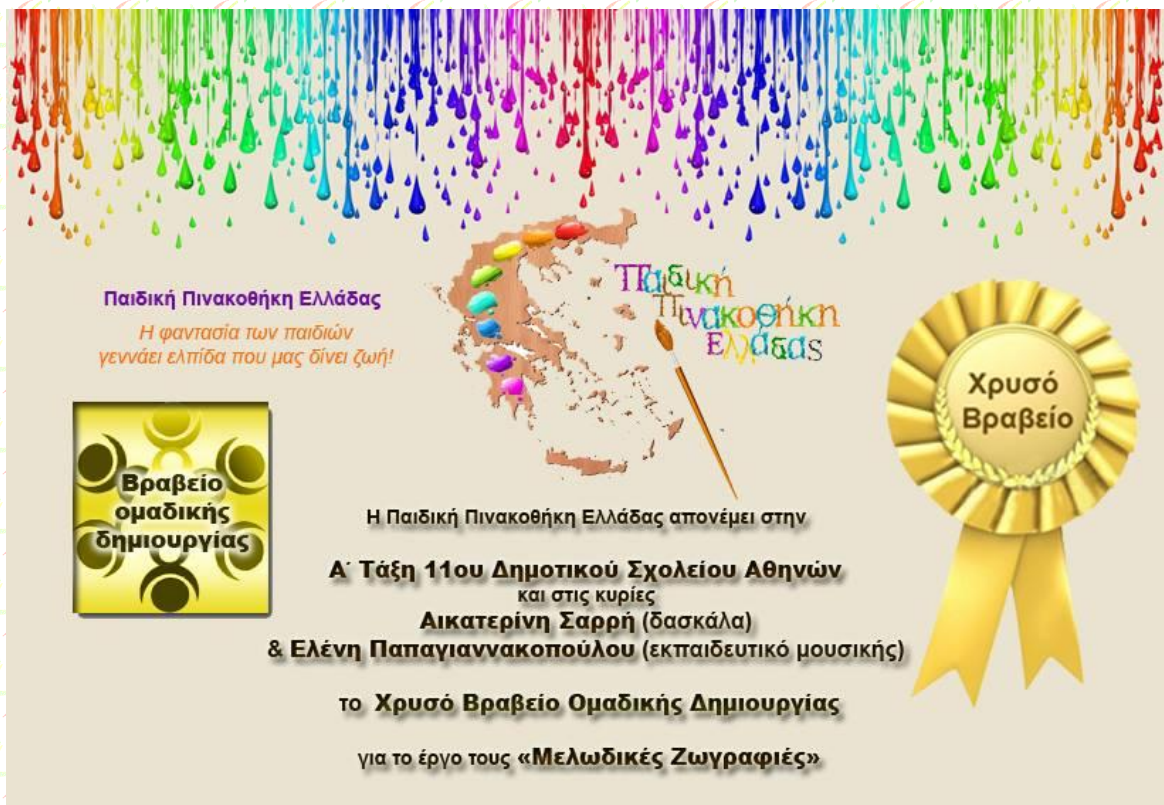 Παιδική Πινακοθήκη Ελλάδας
Η φαντασία των παιδιών
γεννάει ελπίδα που μας δίνει ζωή!
Παιδική
Πινακοθήκη
Ελλάδας
Χρυσό
Βραβείο
Βραβείο
ομαδικής
δημιουργίας
Η Παιδική Πινακοθήκη Ελλάδας απονέμει στην
Α΄ Τάξη 11ου Δημοτικού Σχολείου Αθηνών
και στις κυρίες
Αικατερίνη Σαρρή (δασκάλα)
& Ελένη Παπαγιαννακοπούλου (εκπαιδευτικό μουσικής)
το Χρυσό Βραβείο Ομαδικής Δημιουργίας
για το έργο τους «Μελωδικές Ζωγραφιές»